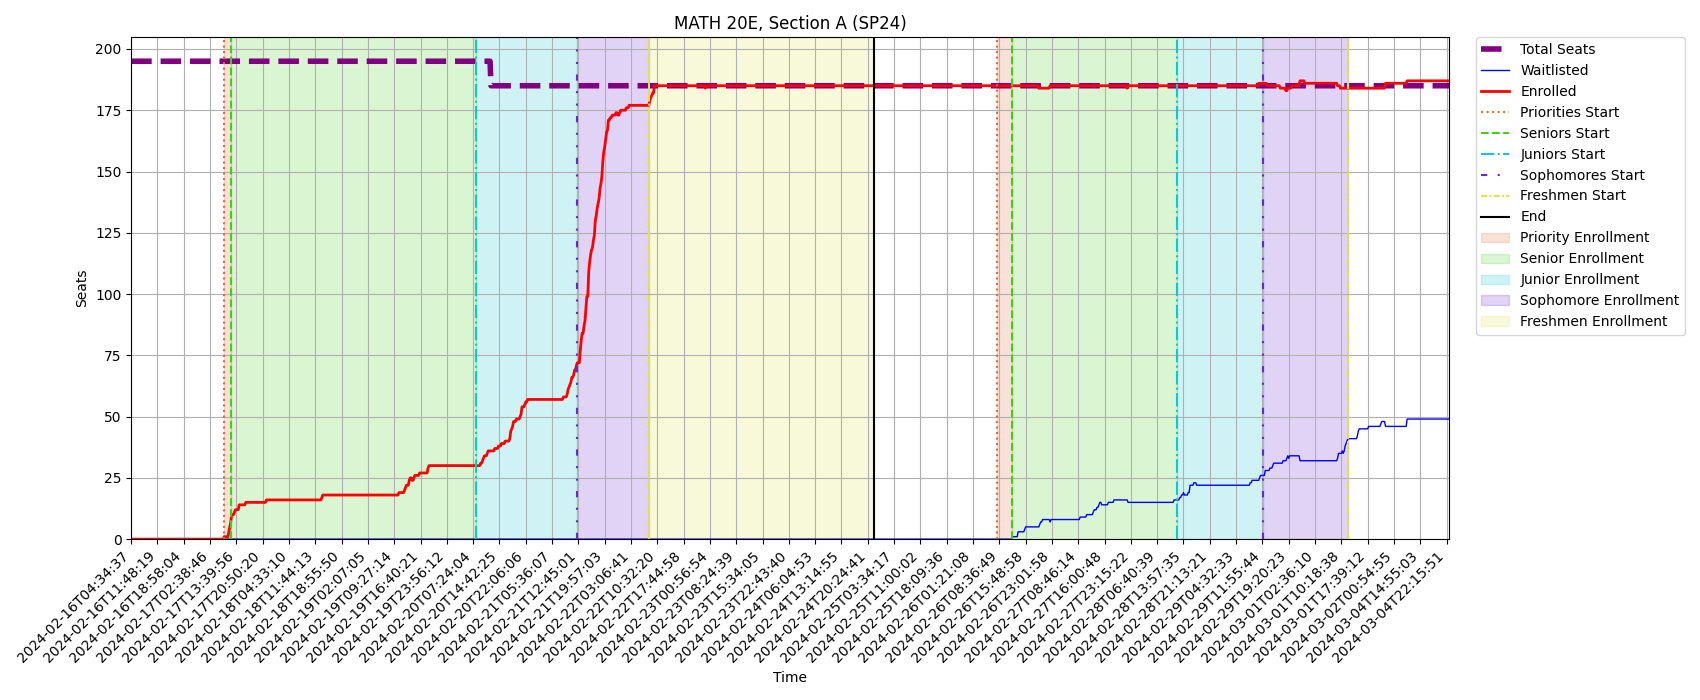 MATH 20E, Section A (SP24)
200
175
150
125
100
75
50
25
0
Seats
2024-02-16T04:34:37
2024-02-16T11:48:19
2024-02-16T18:58:04
2024-02-17T02:38:46
2024-02-17T13:39:56
2024-02-17T20:50:20
2024-02-18T04:33:10
2024-02-18T11:44:13
2024-02-18T18:55:50
2024-02-19T02:07:05
2024-02-19T09:27:14
2024-02-19T16:40:21
2024-02-19T23:56:12
2024-02-20T07:24:04
2024-02-20T14:42:25
2024-02-20T22:06:06
2024-02-21T05:36:07
2024-02-21T12:45:01
2024-02-21T19:57:03
2024-02-22T03:06:41
2024-02-22T10:32:20
2024-02-22T17:44:58
2024-02-23T00:56:54
2024-02-23T08:24:39
2024-02-23T15:34:05
2024-02-23T22:43:40
2024-02-24T06:04:53
2024-02-24T13:14:55
2024-02-24T20:24:41
2024-02-25T03:34:17
2024-02-25T11:00:02
2024-02-25T18:09:36
2024-02-26T01:21:08
2024-02-26T08:36:49
2024-02-26T15:48:58
2024-02-26T23:01:58
2024-02-27T08:46:14
2024-02-27T16:00:48
2024-02-27T23:15:22
2024-02-28T06:40:39
2024-02-28T13:57:35
2024-02-28T21:13:21
2024-02-29T04:32:33
2024-02-29T11:55:44
2024-02-29T19:20:23
2024-03-01T02:36:10
2024-03-01T10:18:38
2024-03-01T17:39:12
2024-03-02T00:54:55
2024-03-04T14:55:03
2024-03-04T22:15:51
Time
Total Seats
Waitlisted
Enrolled
Priorities Start
Seniors Start
Juniors Start
Sophomores Start
Freshmen Start
End
Priority Enrollment
Senior Enrollment
Junior Enrollment
Sophomore Enrollment
Freshmen Enrollment